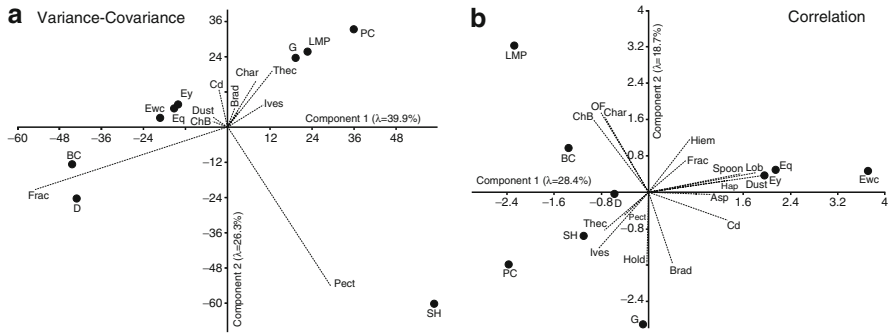 a Variance-Covariance
36
PC
LMP
G
24
Char
Thec
Cd
Brad
12
Ey
Ewc
Eq
Dust
ChB
Ives
Component 1 (λ=39.9%)
−60 −48 −36 −24 −12 12 24 36 48
BC
−12
Frac
D
−24
−36
−48
−60
Component 2 (λ=26.3%)
Pect
SH
b Correlation
4
3.2
2.4
1.6
0.8
Component 2 (λ=18.7%)
LMP
OF
Char
ChB
BC
Hiem
Frac
Spoon Lob Eq
Hap Dust Ey Ewc
Asp
Component 1 (λ=28.4%)
−2.4 −1.6 −0.8 0.8 1.6 2.4 3.2 4
Pect
Thec
Cd
−0.8
SH
Ives
Hold
−1.6
Brad
PC
−2.4
G